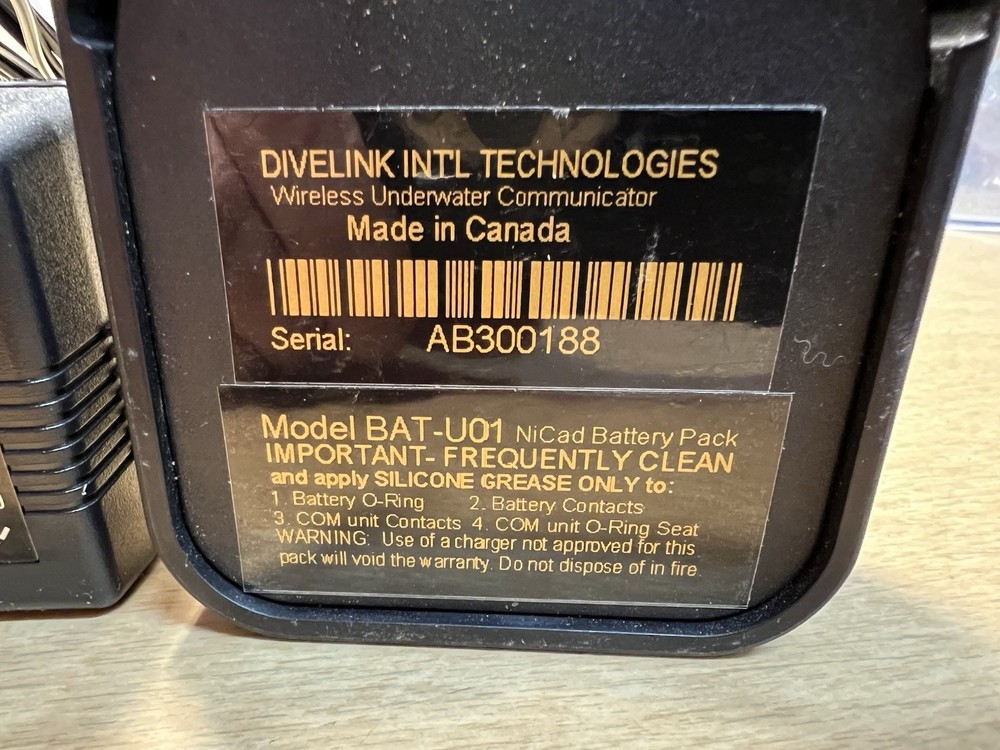 DIVELINK INT'L TECHNOLOGIES
Wireless Underwater Communicator
Made in Canada
Serial: AB300188
Model BAT-U01 NiCad Battery Pack
IMPORTANT- FREQUENTLY CLEAN
and apply SILICONE GREASE ONLY to:
1. Battery O-Ring 2. Battery Contacts
3. COM unit Contacts 4. COM unit O-Ring Seat
WARNING: Use of a charger not approved for this
pack will void the warranty. Do not dispose of in fire.